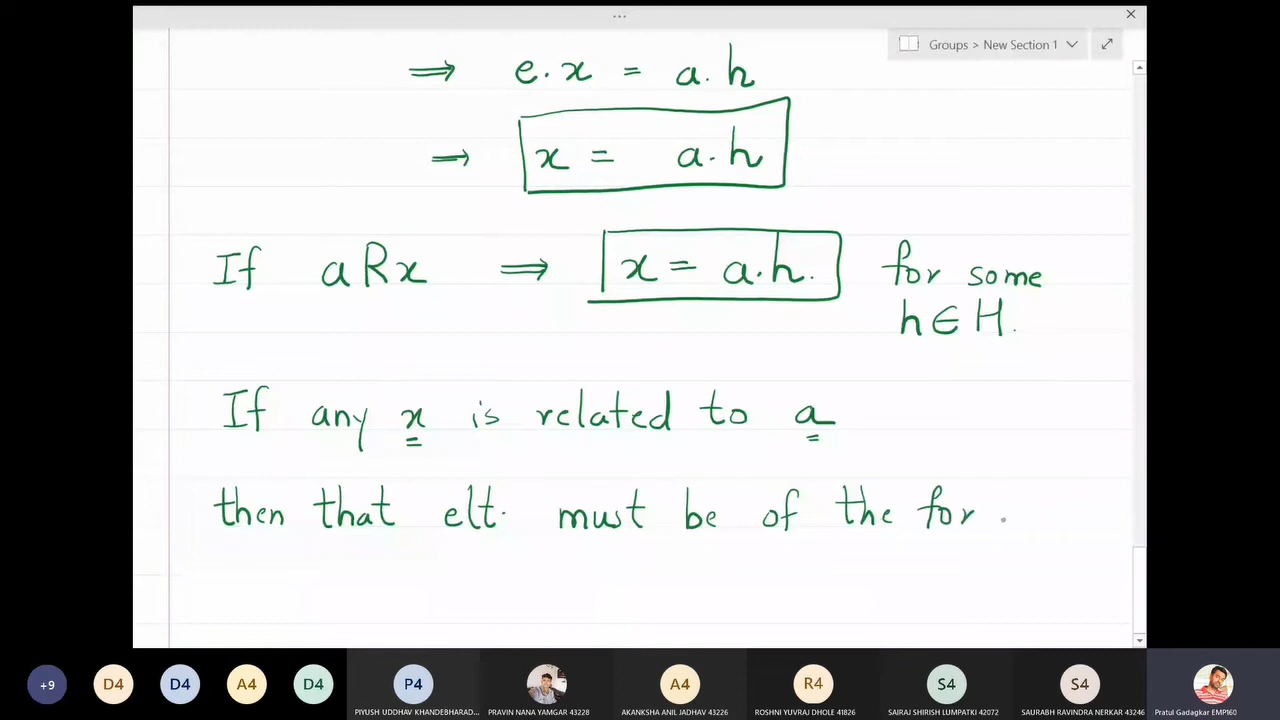 Groups > New Section 1
⇒ e.x = a.h
⇒ x = a.h
If aRx ⇒ x = a.h. for some
h∈H.
If any x is related to a
then that elt. must be of the for
+9 D4 D4 A4 D4 P4 A4 R4 S4 S4
PIYUSH UDDHAV KHANDEBHARAD... PRAVIN NANA YAMGAR 43228 AKANKSHA ANIL JADHAV 43226 ROSHNI YUVRAJ DHOLE 41826 SAIRAJ SHIRISH LUMPATKI 42072 SAURABH RAVINDRA NERKAR 43246 Pratul Gadagkar EMP160